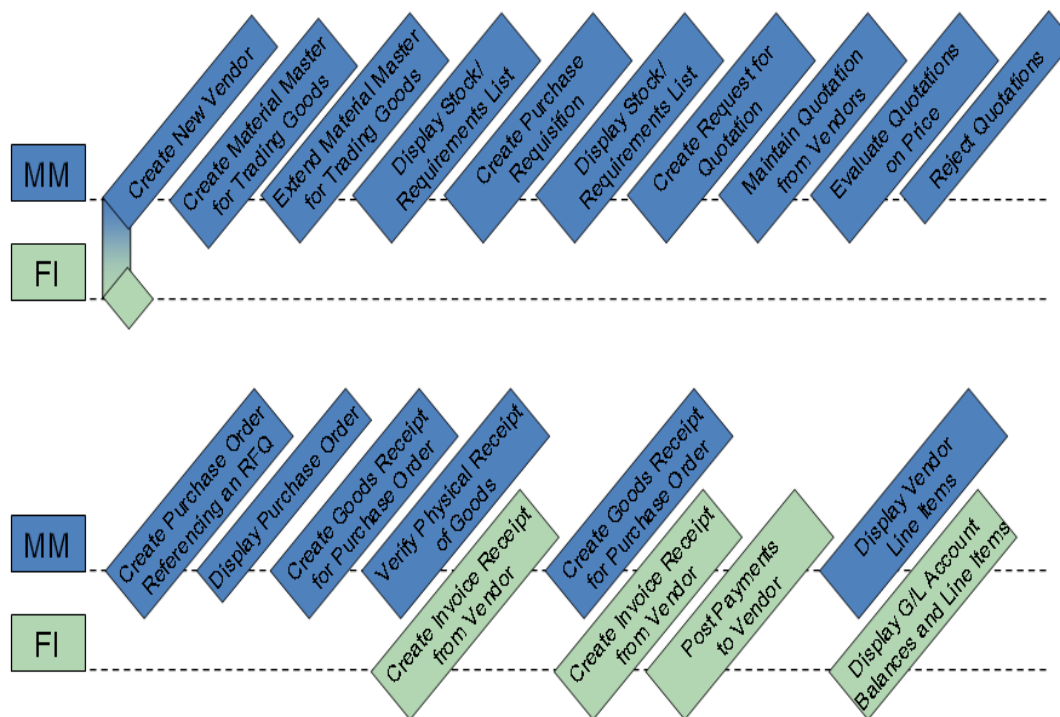 MM
Create New Vendor
Create Material Master
for Trading Goods
Extend Material Master
for Trading Goods
Display Stock/
Requirements List
Create Purchase
Requisition
Display Stock/
Requirements List
Create Request for
Quotation
Maintain Quotation
from Vendors
Evaluate Quotations
on Price
Reject Quotations
FI
MM
Create Purchase Order
Referencing an RFQ
Display Purchase Order
Create Goods Receipt
for Purchase Order
Verify Physical Receipt
of Goods
Create Goods Receipt
for Purchase Order
Display Vendor
Line Items
FI
Create Invoice Receipt
from Vendor
Create Invoice Receipt
from Vendor
Post Payments
to Vendor
Display G/L Account
Balances and Line Items